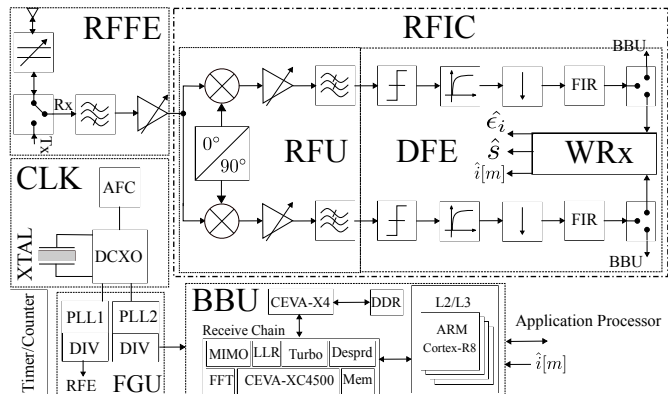 RFFE
RFIC
Rx
Tx
0°
90°
RFU
DFE
FIR
BBU
WRx
ε̂ᵢ
ŝ
î[m]
FIR
BBU
CLK
AFC
XTAL
DCXO
Timer/Counter
PLL1
PLL2
DIV
DIV
RFE
FGU
BBU
CEVA-X4
DDR
Receive Chain
MIMO
LLR
Turbo
Desprd
FFT
CEVA-XC4500
Mem
L2/L3
ARM
Cortex-R8
Application Processor
î[m]